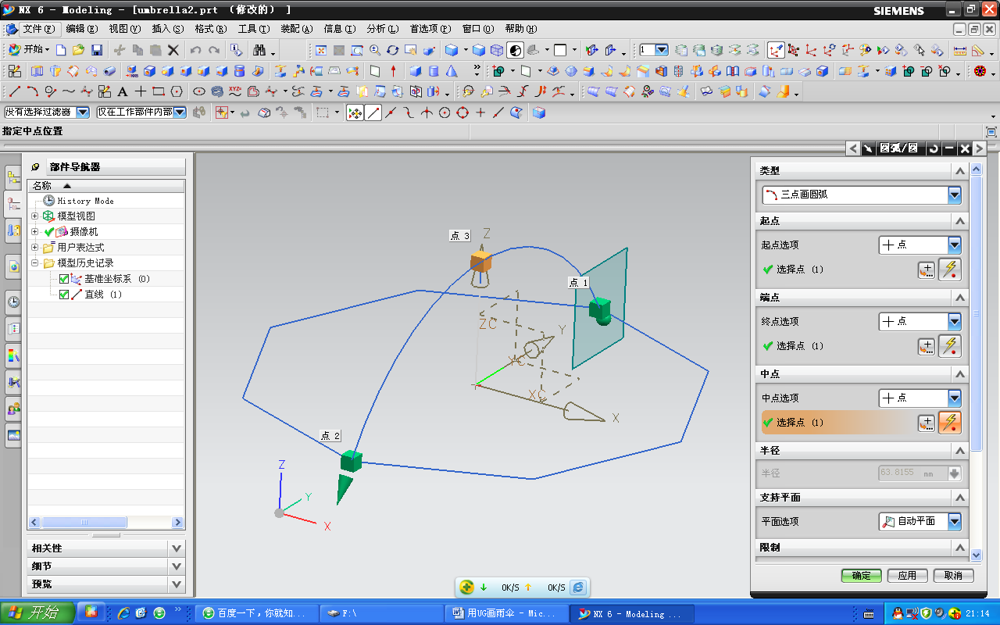 NX 6 - Modeling - [umbrella2.prt （修改的） ]
SIEMENS
文件(F) 编辑(E) 视图(V) 插入(S) 格式(R) 工具(T) 装配(A) 信息(I) 分析(L) 首选项(P) 窗口(O) 帮助(H)
开始
1
没有选择过滤器 仅在工作部件内部
指定中点位置
圆弧/圆
部件导航器
名称
History Mode
模型视图
摄像机
用户表达式
模型历史记录
基准坐标系 (0)
直线 (1)
相关性
细节
预览
点 3
Z
点 1
ZC
Y
YC
XC
X
点 2
Z
Y
X
类型
三点画圆弧
起点
起点选项 点
选择点 (1)
端点
终点选项 点
选择点 (1)
中点
中点选项 点
选择点 (1)
半径
半径 63.8155 mm
支持平面
平面选项 自动平面
限制
确定 应用 取消
0K/S 0K/S
开始
百度一下，你就知...
F:\
用UG画雨伞 - Mic...
NX 6 - Modeling ...
21:14